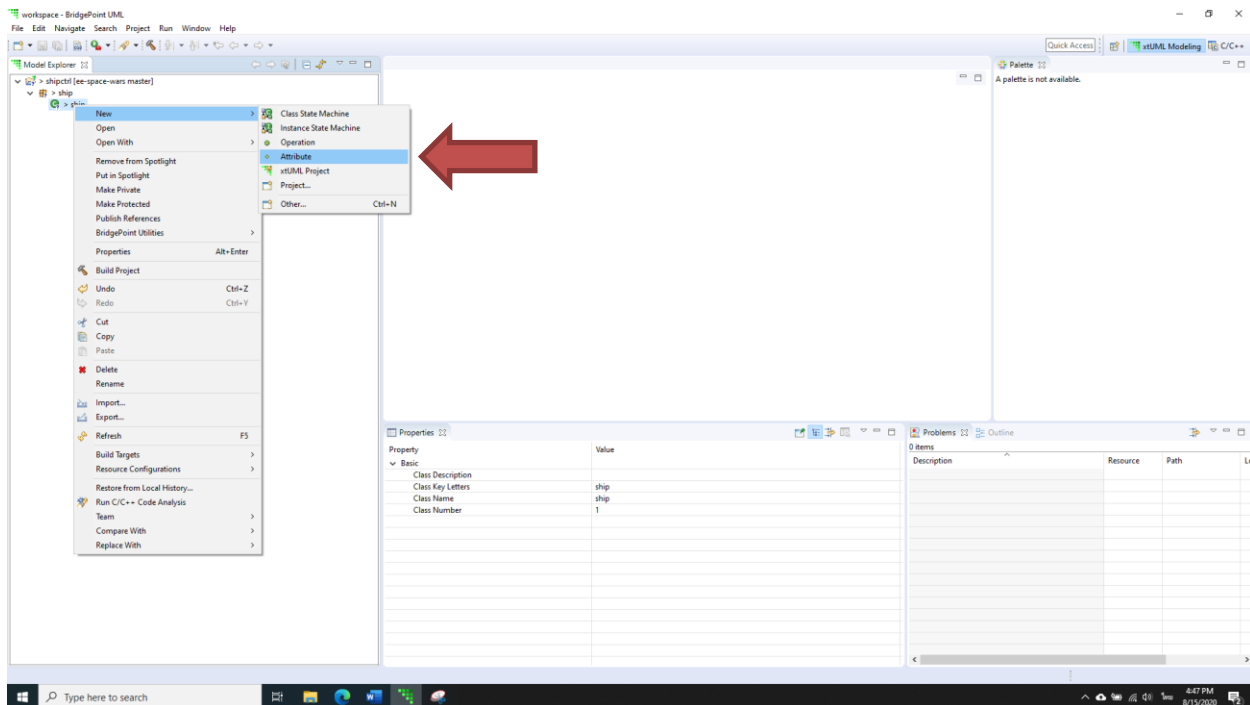 workspace - BridgePoint UML
File Edit Navigate Search Project Run Window Help
Quick Access
xtUML Modeling
C/C++
Model Explorer
> shipctrl [ee-space-wars master]
> ship
> ship
New
Open
Open With
Remove from Spotlight
Put in Spotlight
Make Private
Make Protected
Publish References
BridgePoint Utilities
Properties Alt+Enter
Build Project
Undo Ctrl+Z
Redo Ctrl+Y
Cut
Copy
Paste
Delete
Rename
Import...
Export...
Refresh F5
Build Targets
Resource Configurations
Restore from Local History...
Run C/C++ Code Analysis
Team
Compare With
Replace With
Class State Machine
Instance State Machine
Operation
Attribute
xtUML Project
Project...
Other... Ctrl+N
Palette
A palette is not available.
Properties
Property Value
Basic
Class Description
Class Key Letters ship
Class Name ship
Class Number 1
Problems Outline
0 items
Description Resource Path
Type here to search
4:47 PM
8/15/2020